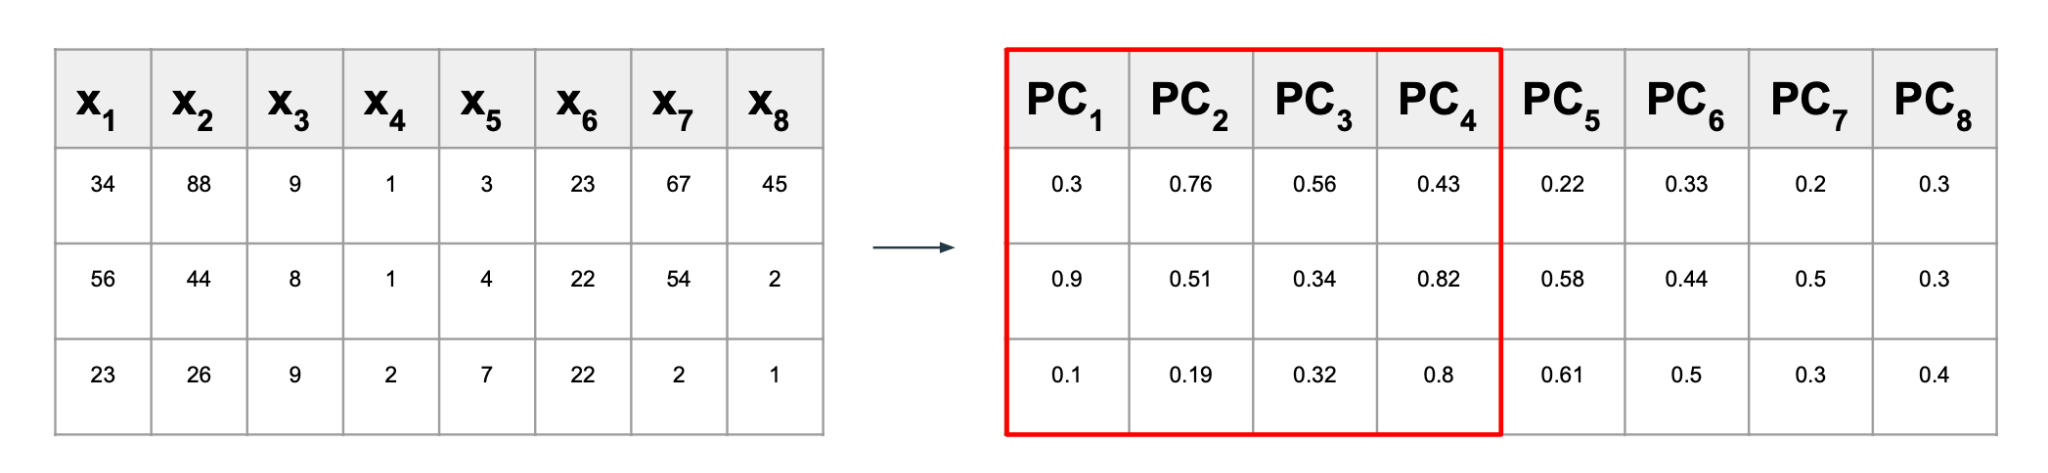 x1 x2 x3 x4 x5 x6 x7 x8
34 88 9 1 3 23 67 45
56 44 8 1 4 22 54 2
23 26 9 2 7 22 2 1
PC1 PC2 PC3 PC4 PC5 PC6 PC7 PC8
0.3 0.76 0.56 0.43 0.22 0.33 0.2 0.3
0.9 0.51 0.34 0.82 0.58 0.44 0.5 0.3
0.1 0.19 0.32 0.8 0.61 0.5 0.3 0.4